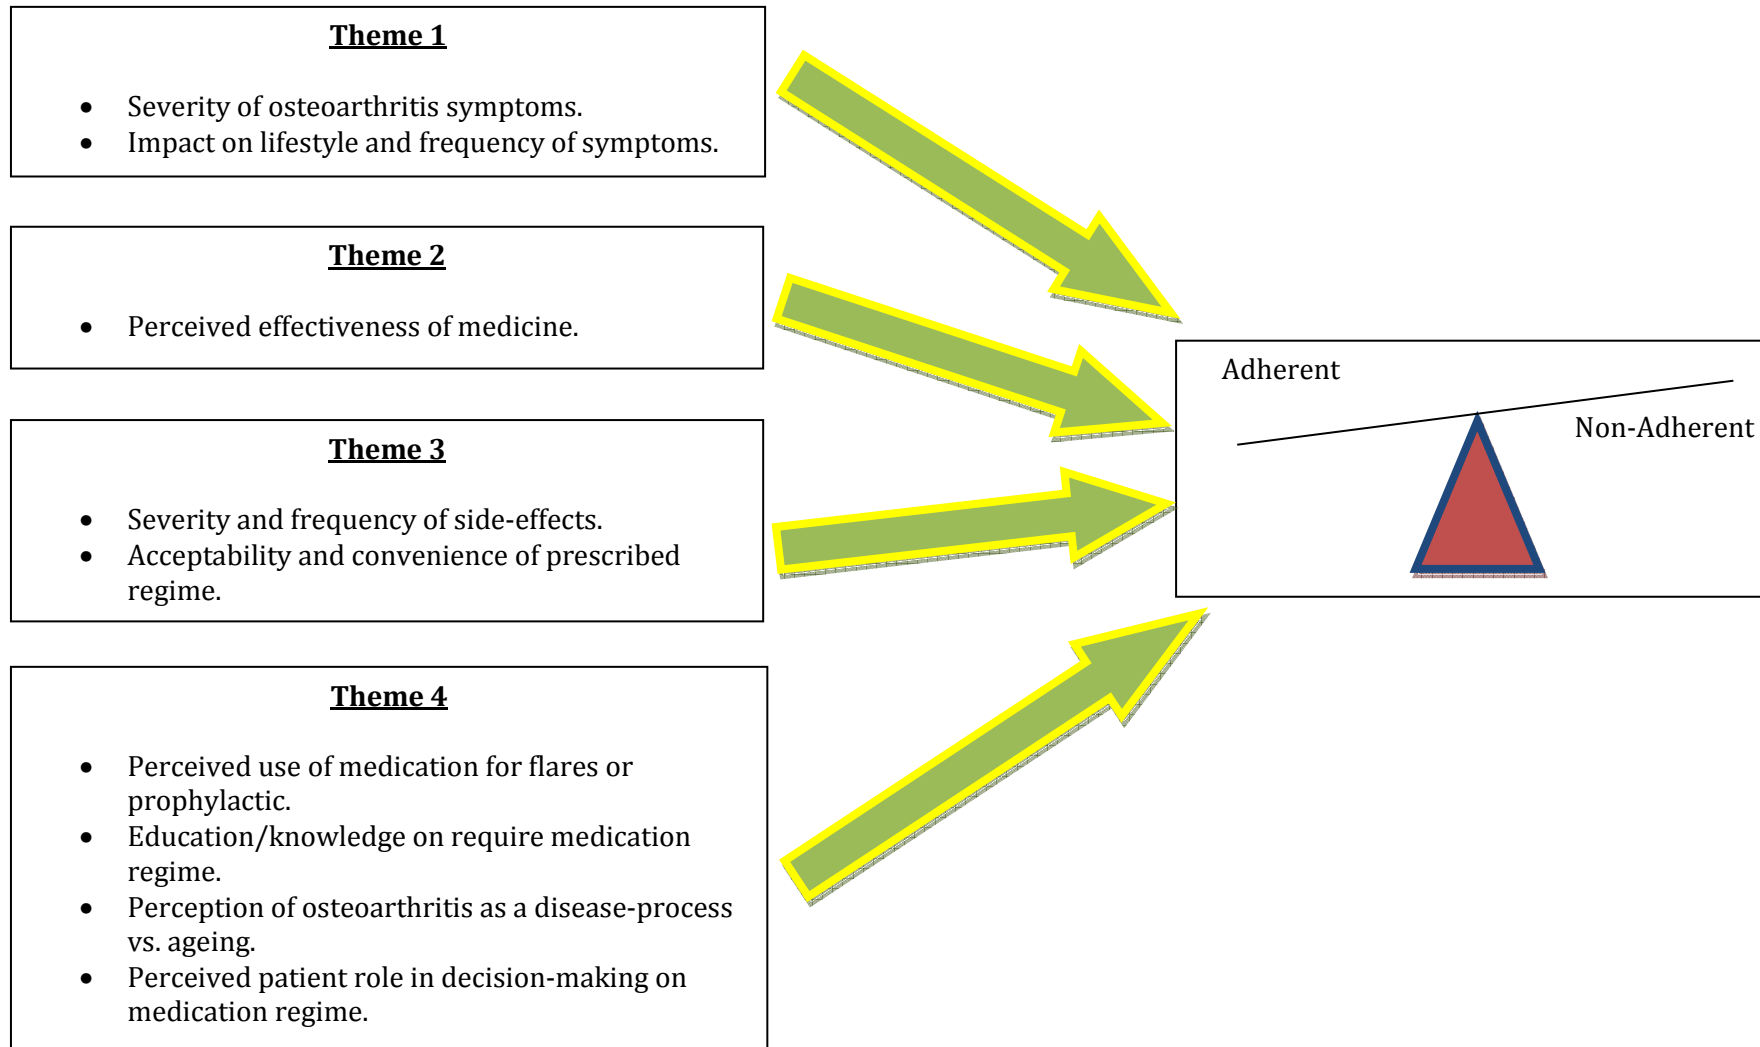 Theme 1
• Severity of osteoarthritis symptoms.
• Impact on lifestyle and frequency of symptoms.
Theme 2
• Perceived effectiveness of medicine.
Theme 3
• Severity and frequency of side-effects.
• Acceptability and convenience of prescribed
regime.
Theme 4
• Perceived use of medication for flares or
prophylactic.
• Education/knowledge on require medication
regime.
• Perception of osteoarthritis as a disease-process
vs. ageing.
• Perceived patient role in decision-making on
medication regime.
Adherent
Non-Adherent